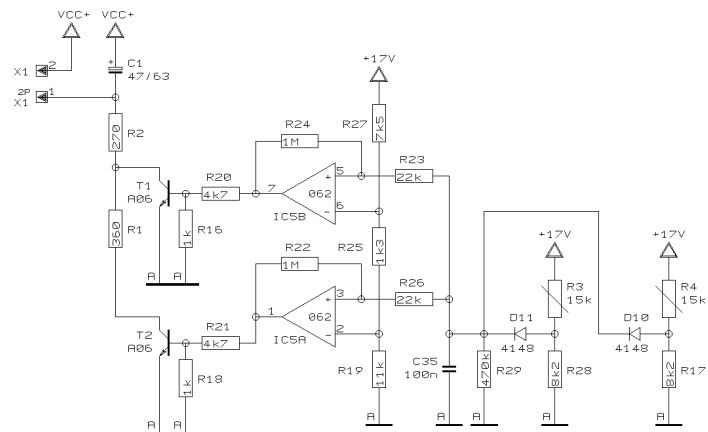 VCC+ VCC+
C1
47/63
X1 2
2P
X1 1
270 R2
+17V
R27 7k5
R24
1M
R23
22k
5
T1
A06
R20
4k7
7
062
+
-
6
IC5B
360 R1
1k R16
R22
1M
R25 1k3
R26
22k
A A
3
T2
A06
R21
4k7
1
062
+
-
2
IC5A
1k R18
R19 11k
C35
100n
470k R29
+17V
R3
15k
D11
4148
8k2 R28
+17V
R4
15k
D10
4148
8k2 R17
A A A A A A A